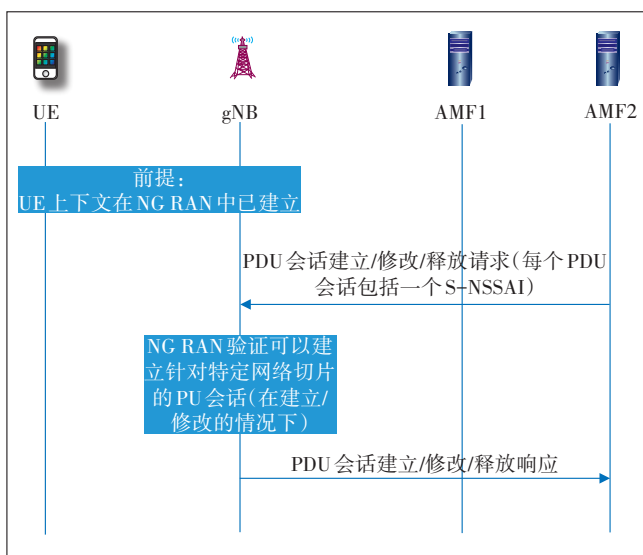 UE
gNB
AMF1
AMF2
前提：
UE上下文在NG RAN中已建立
PDU会话建立/修改/释放请求（每个PDU
会话包括一个S-NSSAI）
NG RAN验证可以建
立针对特定网络切片
的PU会话（在建立/
修改的情况下）
PDU会话建立/修改/释放响应